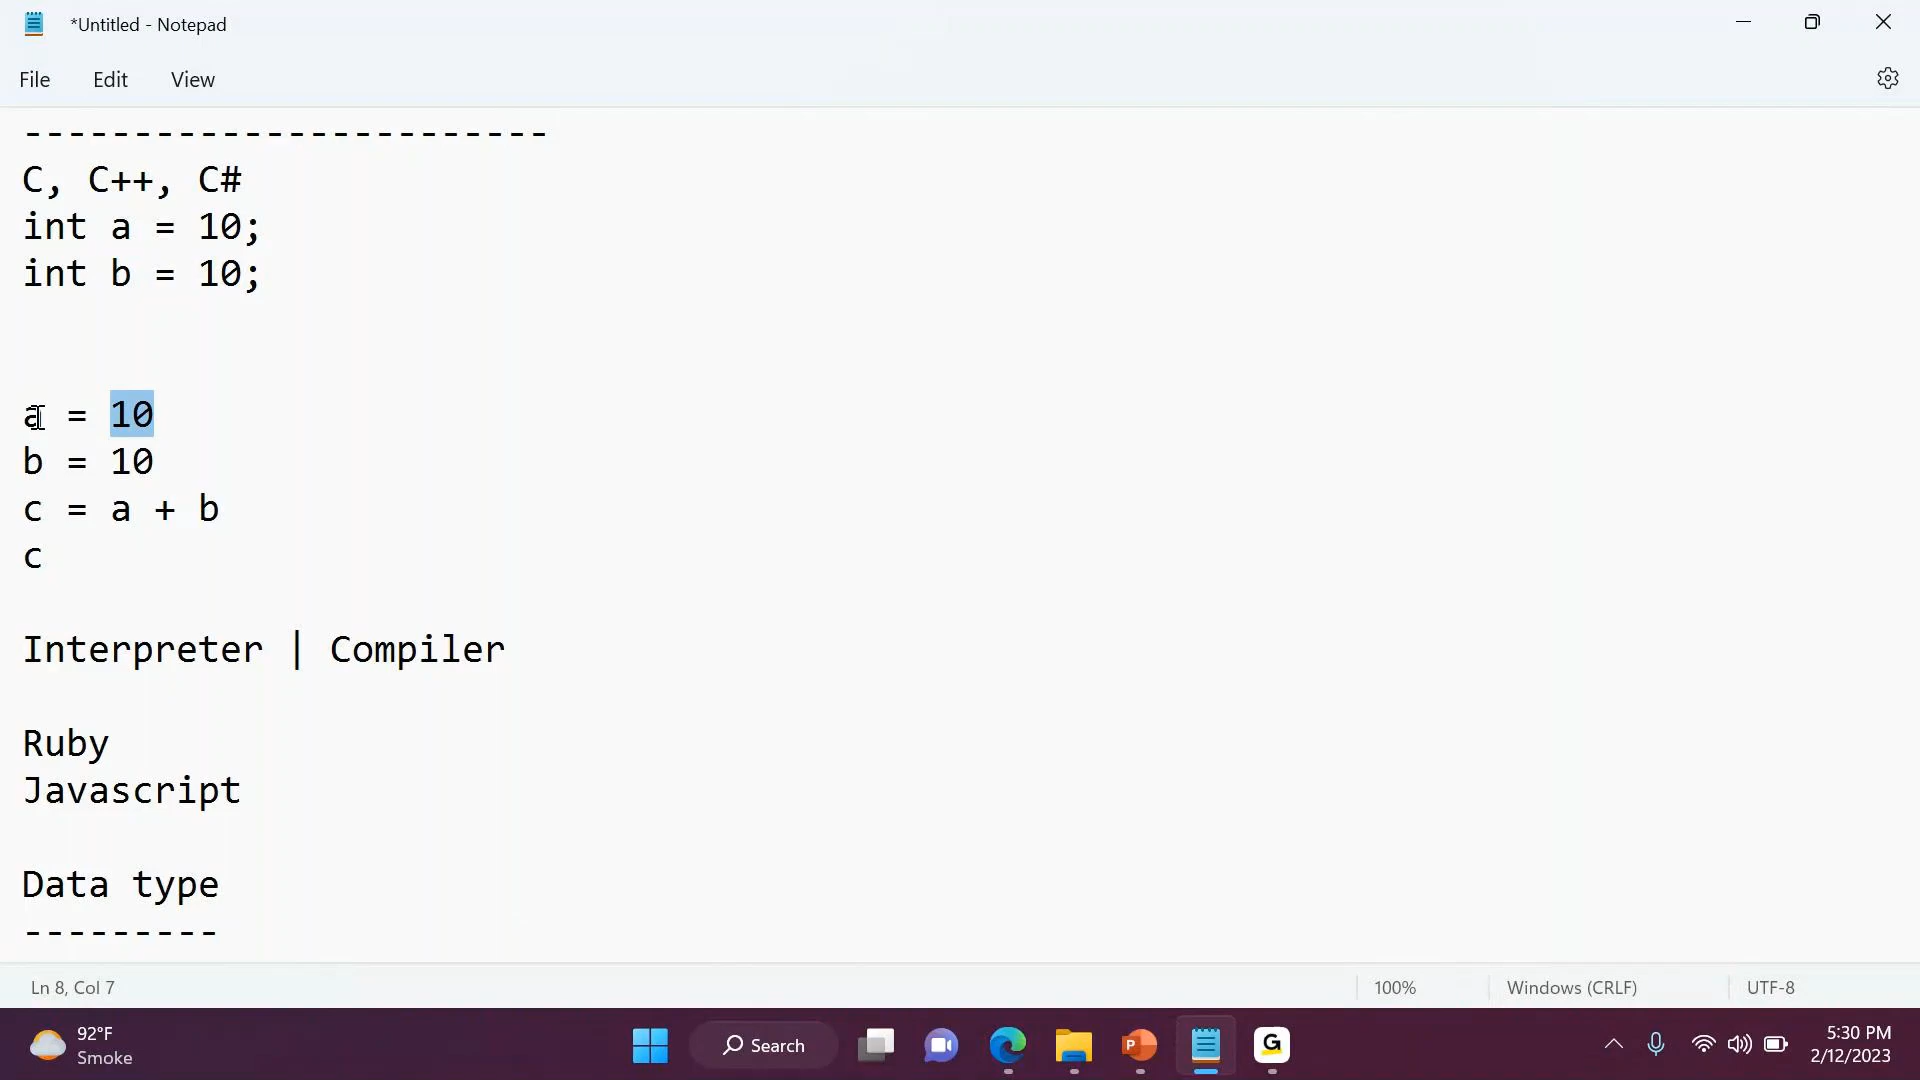 *Untitled - Notepad
File Edit View
------------------------
C, C++, C#
int a = 10;
int b = 10;
a = 10
b = 10
c = a + b
c
Interpreter | Compiler
Ruby
Javascript
Data type
---------
Ln 8, Col 7 100% Windows (CRLF) UTF-8
92°F
Smoke
Search
P
G
5:30 PM
2/12/2023